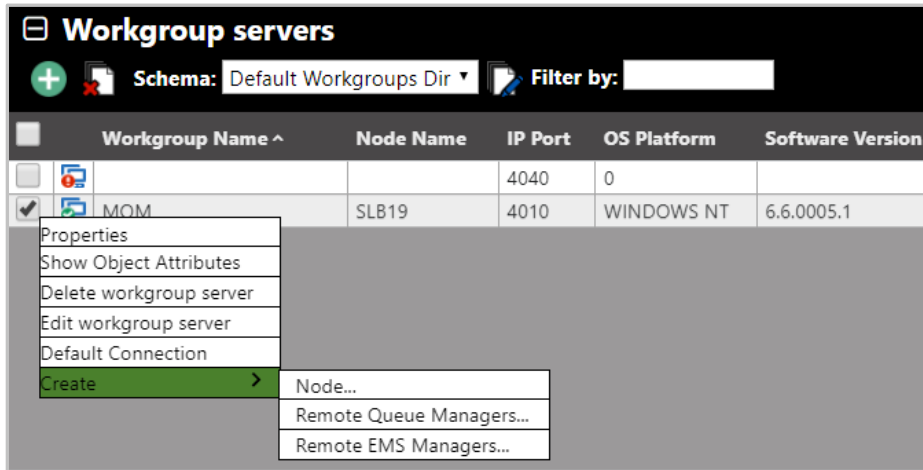 Workgroup servers
Schema: Default Workgroups Dir Filter by:
Workgroup Name Node Name IP Port OS Platform Software Version
4040 0
MOM SLB19 4010 WINDOWS NT 6.6.0005.1
Properties
Show Object Attributes
Delete workgroup server
Edit workgroup server
Default Connection
Create
Node...
Remote Queue Managers...
Remote EMS Managers...